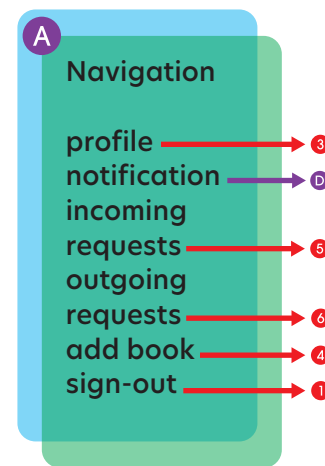 A
Navigation
profile 3
notification D
incoming
requests 5
outgoing
requests 6
add book 4
sign-out 1